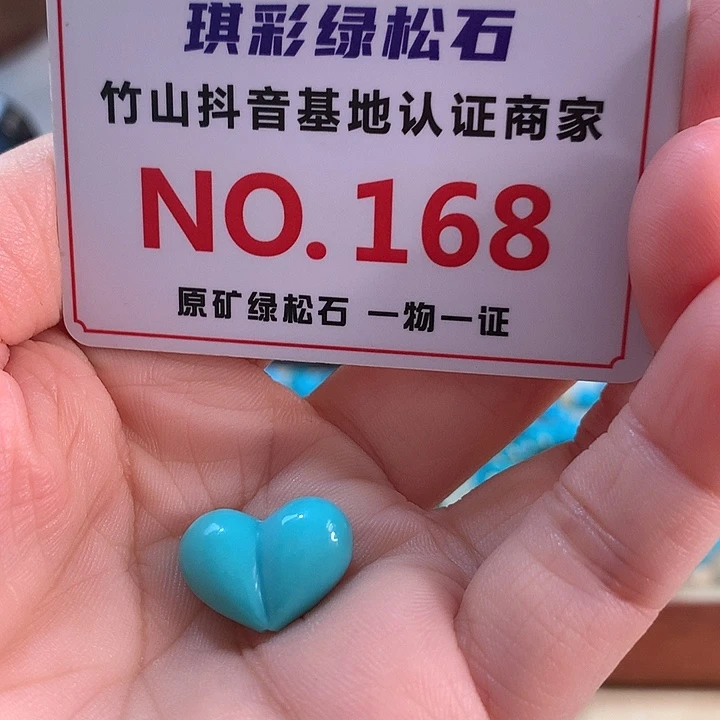 琪彩绿松石
竹山抖音基地认证商家
NO.168
原矿绿松石 一物一证